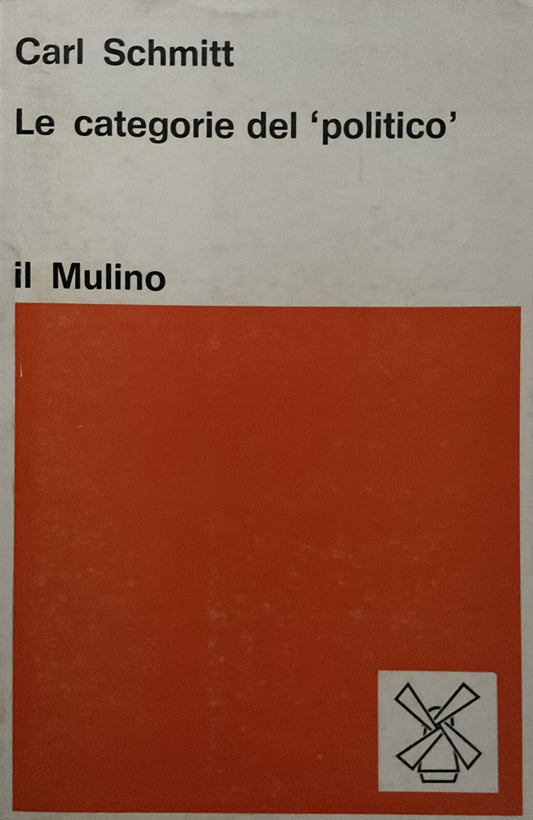 Carl Schmitt
Le categorie del ‘politico’
il Mulino